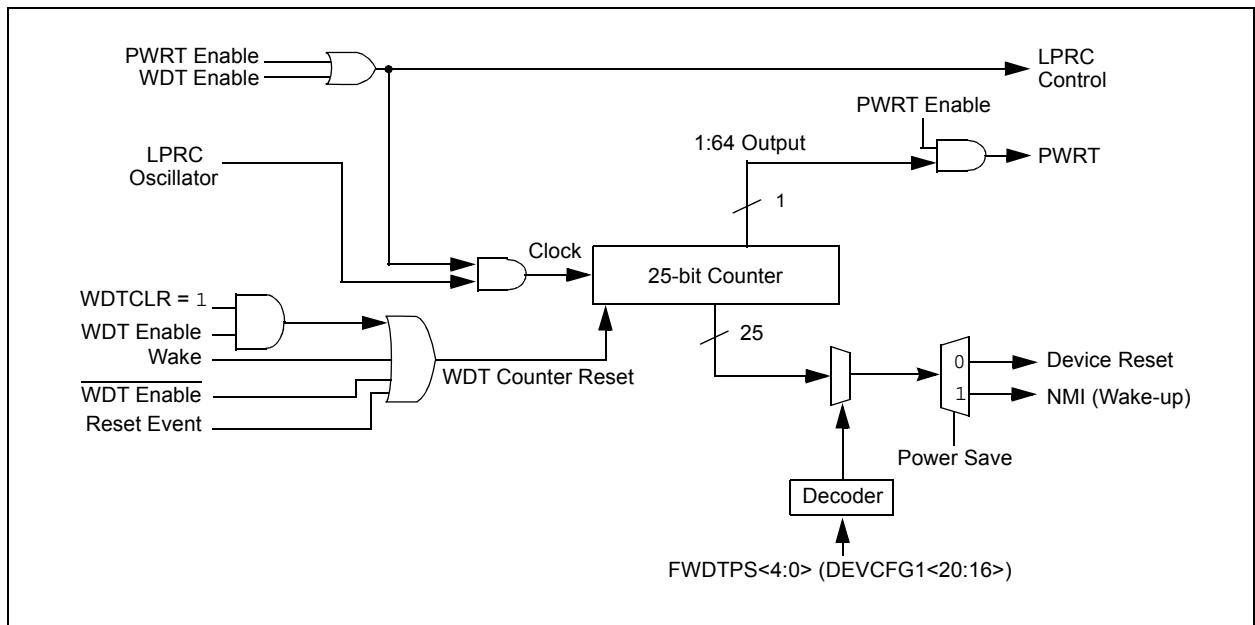 PWRT Enable
WDT Enable
LPRC
Control
PWRT Enable
1:64 Output
PWRT
LPRC
Oscillator
1
Clock
25-bit Counter
WDTCLR = 1
WDT Enable
Wake
WDT Enable
Reset Event
WDT Counter Reset
25
0
1
Device Reset
NMI (Wake-up)
Power Save
Decoder
FWDTPS<4:0> (DEVCFG1<20:16>)